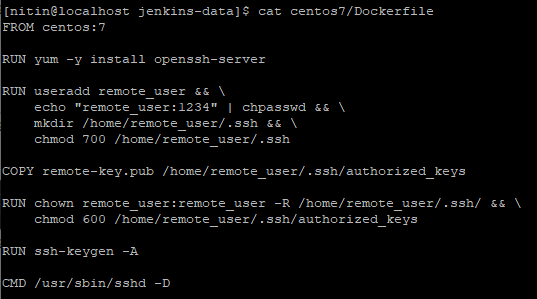 [nitin@localhost jenkins-data]$ cat centos7/Dockerfile
FROM centos:7
RUN yum -y install openssh-server
RUN useradd remote_user && \
echo "remote_user:1234" | chpasswd && \
mkdir /home/remote_user/.ssh && \
chmod 700 /home/remote_user/.ssh
COPY remote-key.pub /home/remote_user/.ssh/authorized_keys
RUN chown remote_user:remote_user -R /home/remote_user/.ssh/ && \
chmod 600 /home/remote_user/.ssh/authorized_keys
RUN ssh-keygen -A
CMD /usr/sbin/sshd -D